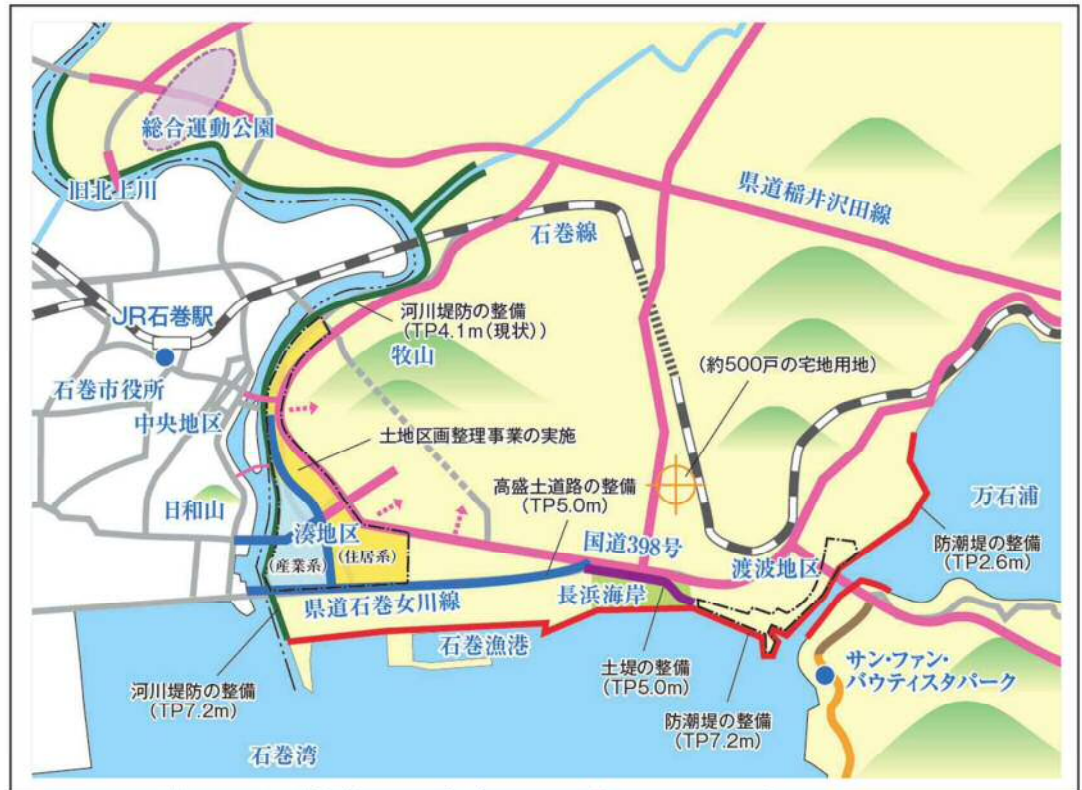 総合運動公園
旧北上川
県道稲井沢田線
石巻線
河川堤防の整備
(TP4.1m(現状))
JR石巻駅
牧山
(約500戸の宅地用地)
石巻市役所
中央地区
土地区画整理事業の実施
高盛土道路の整備
(TP5.0m)
万石浦
日和山
湊地区
国道398号
防潮堤の整備
(TP2.6m)
(産業系)
(住居系)
渡波地区
県道石巻女川線
長浜海岸
石巻漁港
土堤の整備
(TP5.0m)
サン・ファン・
バウティスタパーク
河川堤防の整備
(TP7.2m)
防潮堤の整備
(TP7.2m)
石巻湾